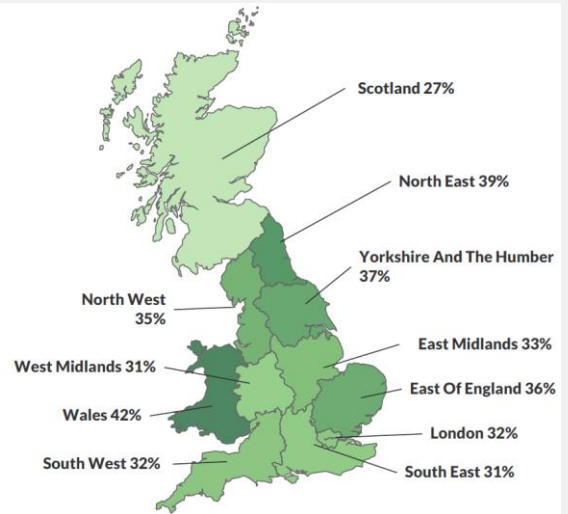 Scotland 27%
North East 39%
Yorkshire And The Humber
37%
North West
35%
East Midlands 33%
West Midlands 31%
East Of England 36%
Wales 42%
London 32%
South West 32%
South East 31%